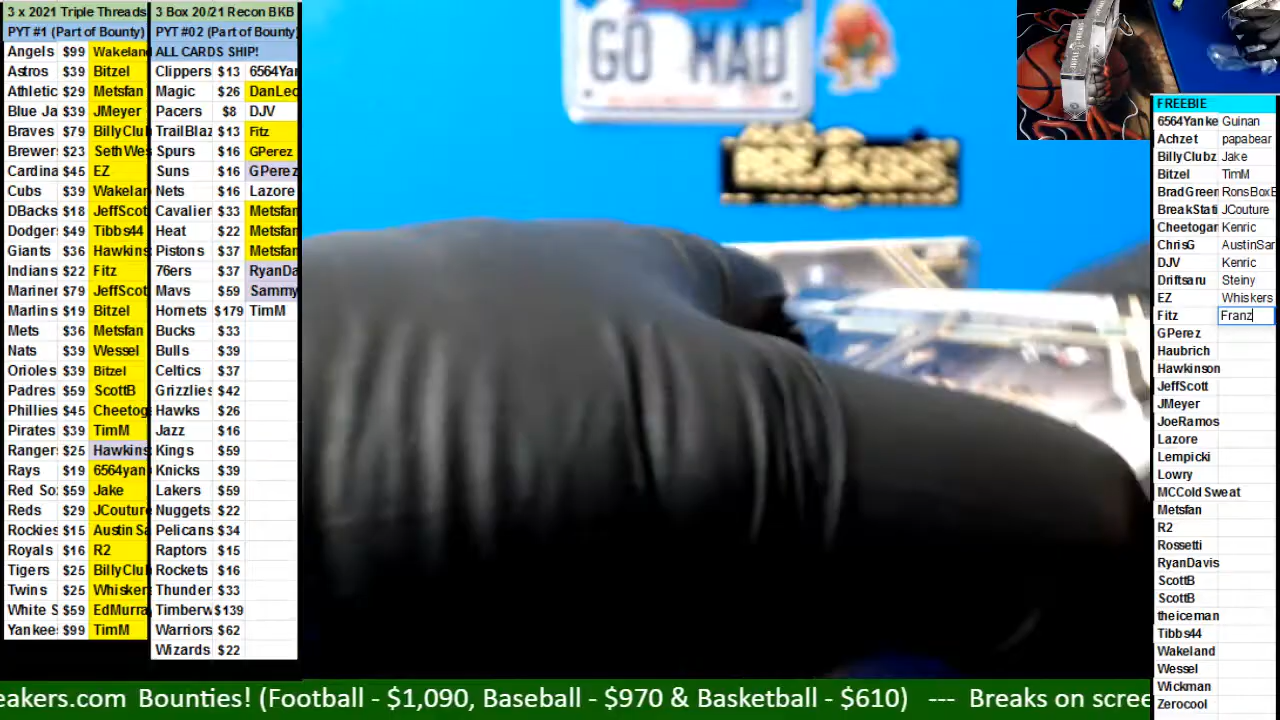 3 x 2021 Triple Threads
PYT #1 (Part of Bounty)
Angels $99 Wakeland
Astros $39 Bitzel
Athletic $29 Metsfan
Blue Ja $39 JMeyer
Braves $79 BillyClub
Brewer $23 SethWes
Cardina $45 EZ
Cubs $39 Wakelan
DBacks $18 JeffScot
Dodger $49 Tibbs44
Giants $36 Hawkins
Indians $22 Fitz
Mariner $79 JeffScot
Marlins $19 Bitzel
Mets $36 Metsfan
Nats $39 Wessel
Orioles $39 Bitzel
Padres $59 ScottB
Phillies $45 Cheetog
Pirates $39 TimM
Ranger $25 Hawkins
Rays $19 6564yan
Red So $59 Jake
Reds $29 JCouture
Rockies $15 AustinSa
Royals $16 R2
Tigers $25 BillyClub
Twins $25 Whisker
White S $59 EdMurra
Yankee $99 TimM
3 Box 20/21 Recon BKB
PYT #02 (Part of Bounty)
ALL CARDS SHIP!
Clippers $13 6564Yan
Magic $26 DanLeo
Pacers $8 DJV
TrailBlaz $13 Fitz
Spurs $16 GPerez
Suns $16 GPerez
Nets $16 Lazore
Cavalier $33 Metsfan
Heat $22 Metsfan
Pistons $37 Metsfan
76ers $37 RyanDa
Mavs $59 Sammy
Hornets $179 TimM
Bucks $33
Bulls $39
Celtics $37
Grizzlies $42
Hawks $26
Jazz $16
Kings $59
Knicks $39
Lakers $59
Nuggets $22
Pelicans $34
Raptors $15
Rockets $16
Thunder $33
Timberw $139
Warriors $62
Wizards $22
GO MAD
FREEBIE
6564Yanke Guinan
Achzet papabear
BillyClubz Jake
Bitzel TimM
BradGreen RonsBoxB
BreakStati JCouture
Cheetogar Kenric
ChrisG AustinSar
DJV Kenric
Driftsaru Steiny
EZ Whiskers
Fitz Franz
GPerez
Haubrich
Hawkinson
JeffScott
JMeyer
JoeRamos
Lazore
Lempicki
Lowry
MCCold Sweat
Metsfan
R2
Rossetti
RyanDavis
ScottB
ScottB
theiceman
Tibbs44
Wakeland
Wessel
Wickman
Zerocool
eakers.com Bounties! (Football - $1,090, Baseball - $970 & Basketball - $610) --- Breaks on scree